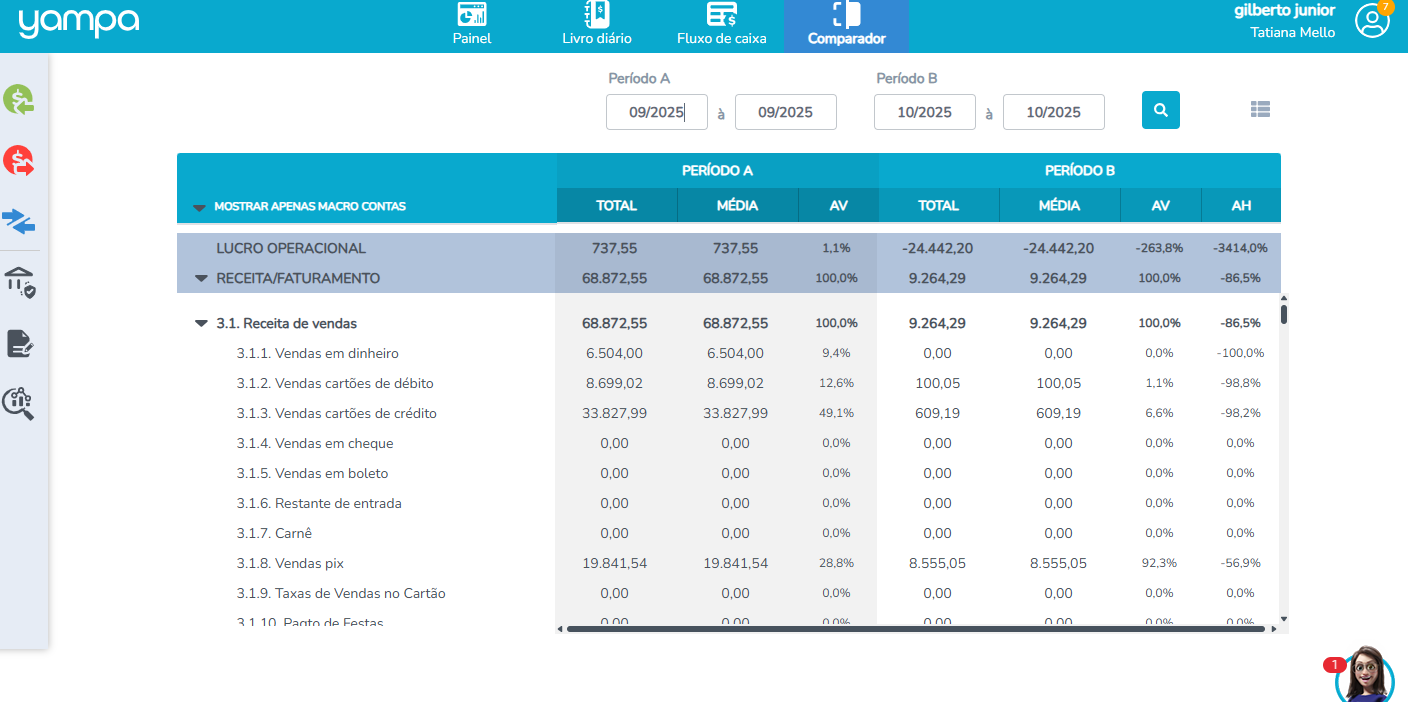 yampa
Painel
Livro diário
Fluxo de caixa
Comparador
gilberto junior
Tatiana Mello
7
Período A
Período B
09/2025 à 09/2025 10/2025 à 10/2025
PERÍODO A PERÍODO B
MOSTRAR APENAS MACRO CONTAS TOTAL MÉDIA AV TOTAL MÉDIA AV AH
LUCRO OPERACIONAL 737,55 737,55 1,1% -24.442,20 -24.442,20 -263,8% -3414,0%
RECEITA/FATURAMENTO 68.872,55 68.872,55 100,0% 9.264,29 9.264,29 100,0% -86,5%
3.1. Receita de vendas 68.872,55 68.872,55 100,0% 9.264,29 9.264,29 100,0% -86,5%
3.1.1. Vendas em dinheiro 6.504,00 6.504,00 9,4% 0,00 0,00 0,0% -100,0%
3.1.2. Vendas cartões de débito 8.699,02 8.699,02 12,6% 100,05 100,05 1,1% -98,8%
3.1.3. Vendas cartões de crédito 33.827,99 33.827,99 49,1% 609,19 609,19 6,6% -98,2%
3.1.4. Vendas em cheque 0,00 0,00 0,0% 0,00 0,00 0,0% 0,0%
3.1.5. Vendas em boleto 0,00 0,00 0,0% 0,00 0,00 0,0% 0,0%
3.1.6. Restante de entrada 0,00 0,00 0,0% 0,00 0,00 0,0% 0,0%
3.1.7. Carnê 0,00 0,00 0,0% 0,00 0,00 0,0% 0,0%
3.1.8. Vendas pix 19.841,54 19.841,54 28,8% 8.555,05 8.555,05 92,3% -56,9%
3.1.9. Taxas de Vendas no Cartão 0,00 0,00 0,0% 0,00 0,00 0,0% 0,0%
3.1.10. Pagto de Festas 0,00 0,00 0,0% 0,00 0,00 0,0% 0,0%
1